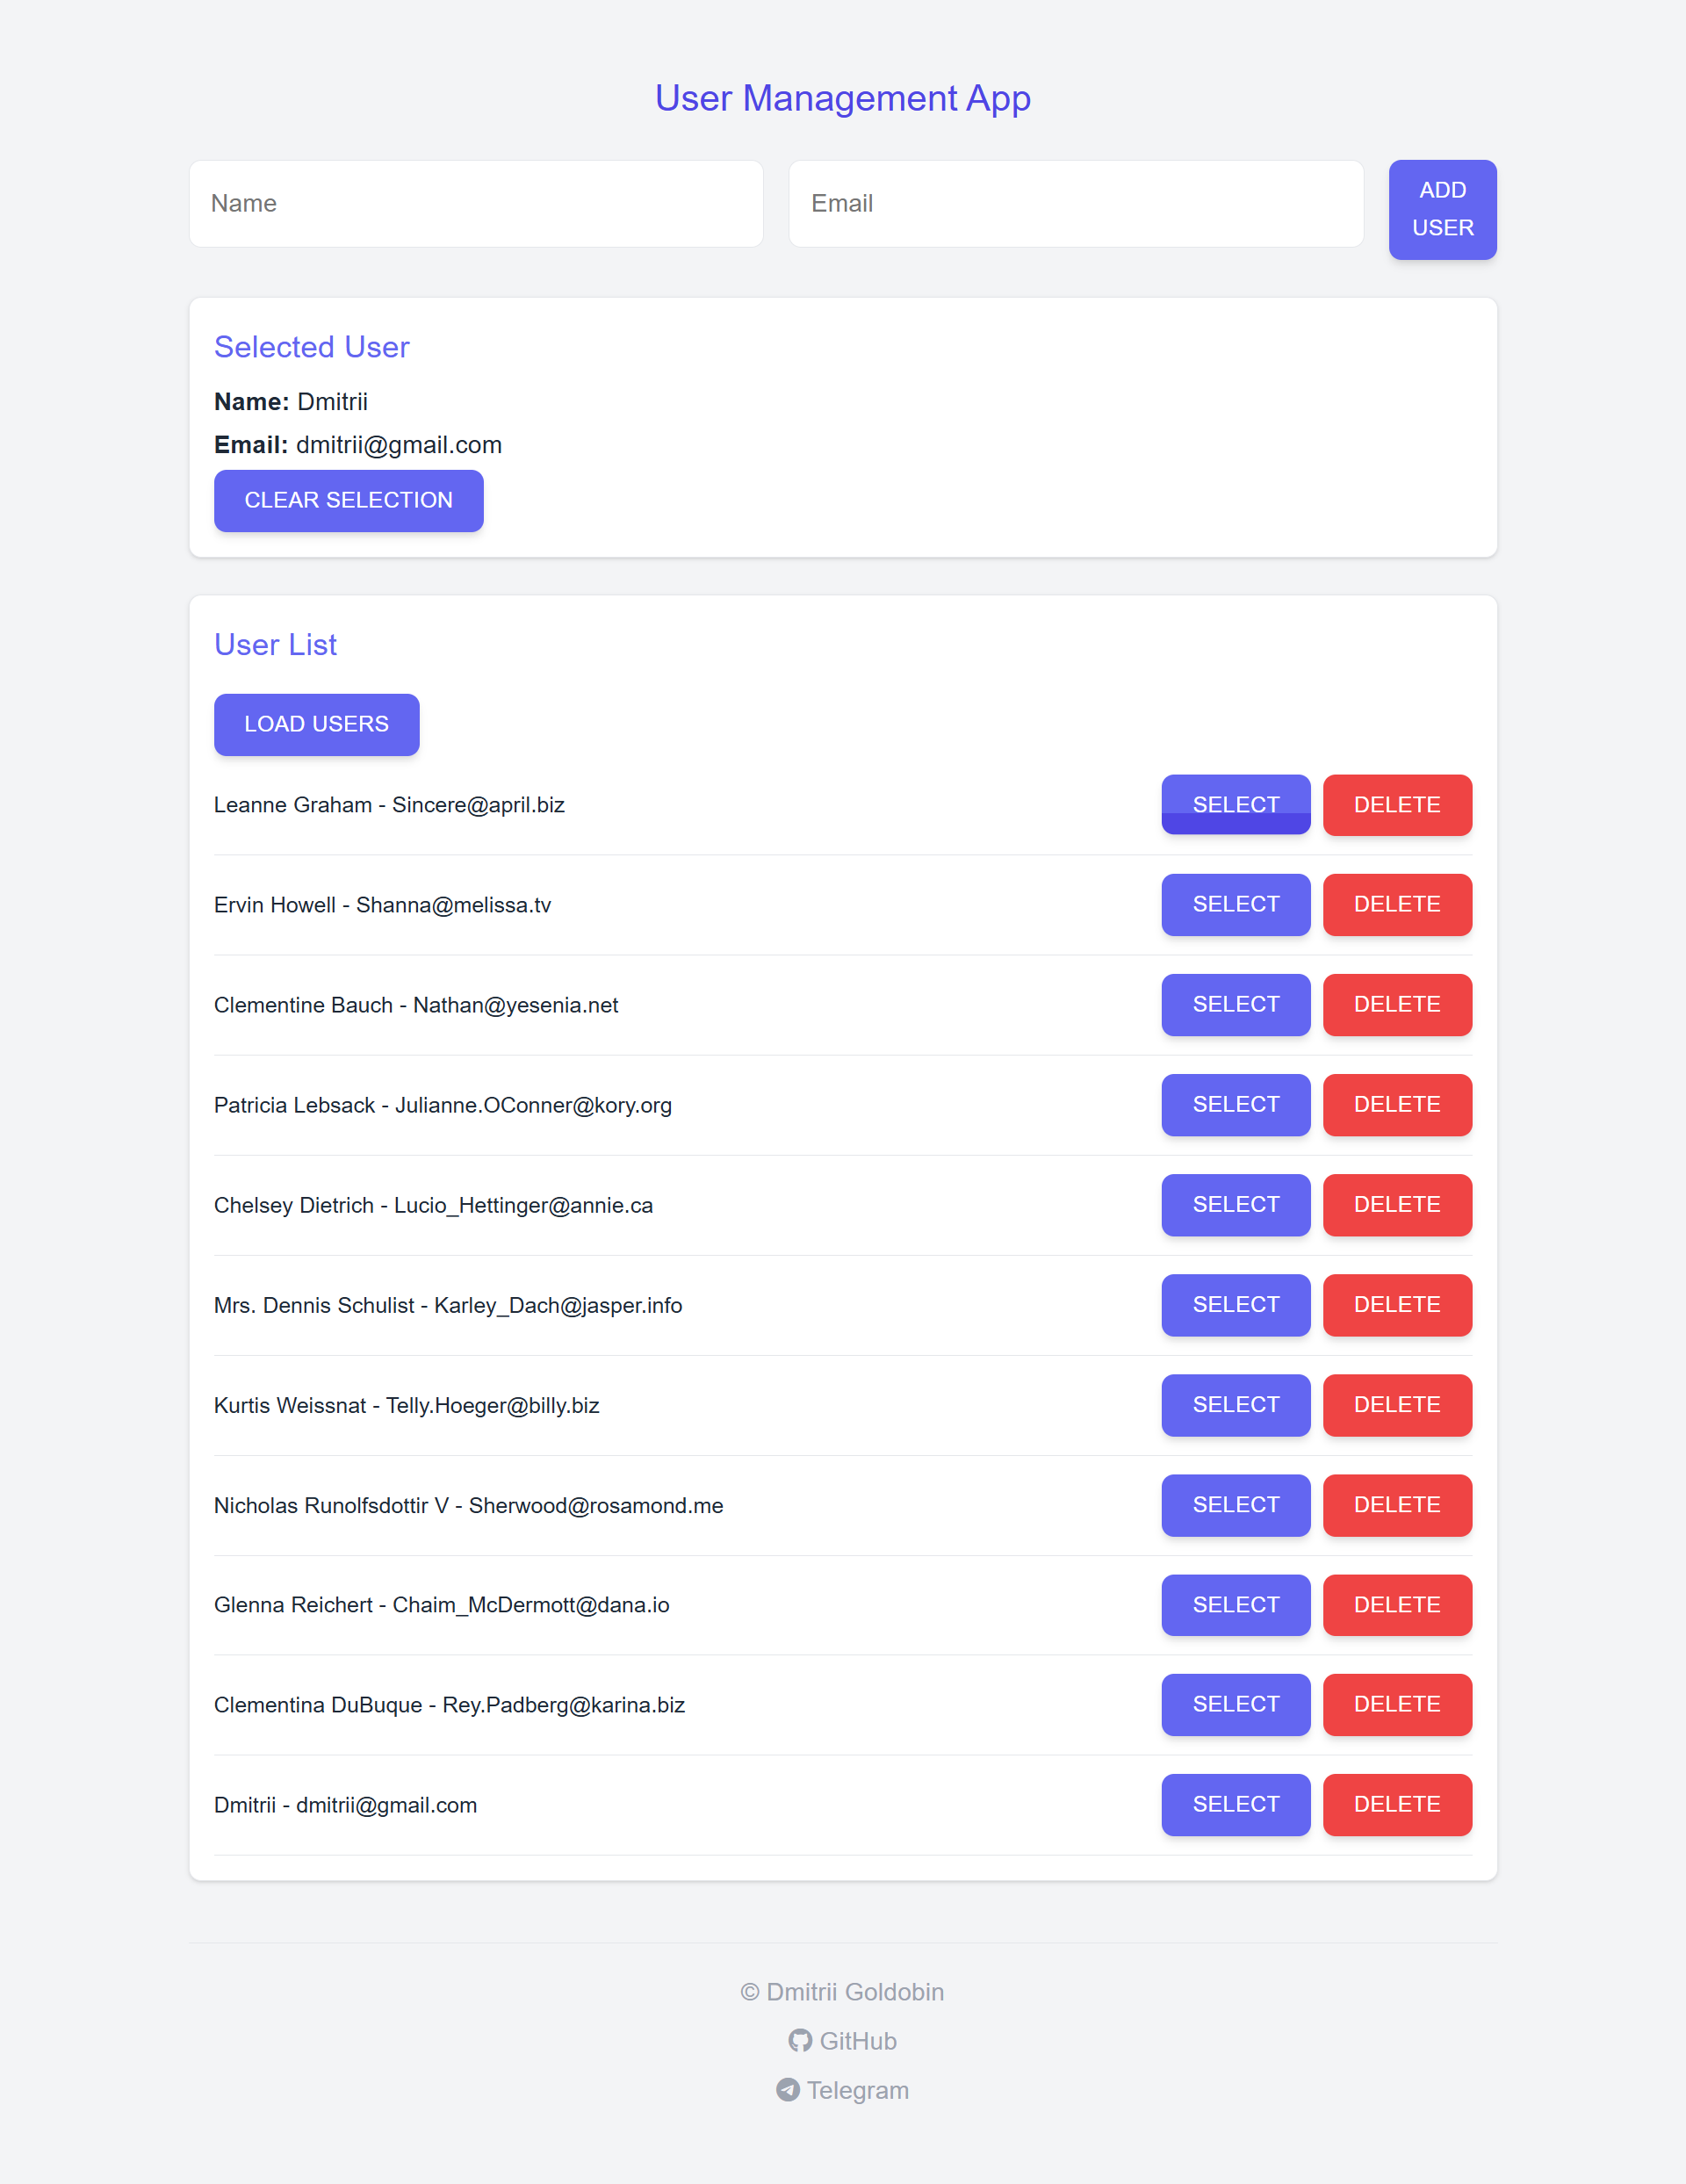 User Management App
Name
Email
ADD
USER
Selected User
Name: Dmitrii
Email: dmitrii@gmail.com
CLEAR SELECTION
User List
LOAD USERS
Leanne Graham - Sincere@april.biz SELECT DELETE
Ervin Howell - Shanna@melissa.tv SELECT DELETE
Clementine Bauch - Nathan@yesenia.net SELECT DELETE
Patricia Lebsack - Julianne.OConner@kory.org SELECT DELETE
Chelsey Dietrich - Lucio_Hettinger@annie.ca SELECT DELETE
Mrs. Dennis Schulist - Karley_Dach@jasper.info SELECT DELETE
Kurtis Weissnat - Telly.Hoeger@billy.biz SELECT DELETE
Nicholas Runolfsdottir V - Sherwood@rosamond.me SELECT DELETE
Glenna Reichert - Chaim_McDermott@dana.io SELECT DELETE
Clementina DuBuque - Rey.Padberg@karina.biz SELECT DELETE
Dmitrii - dmitrii@gmail.com SELECT DELETE
© Dmitrii Goldobin
GitHub
Telegram